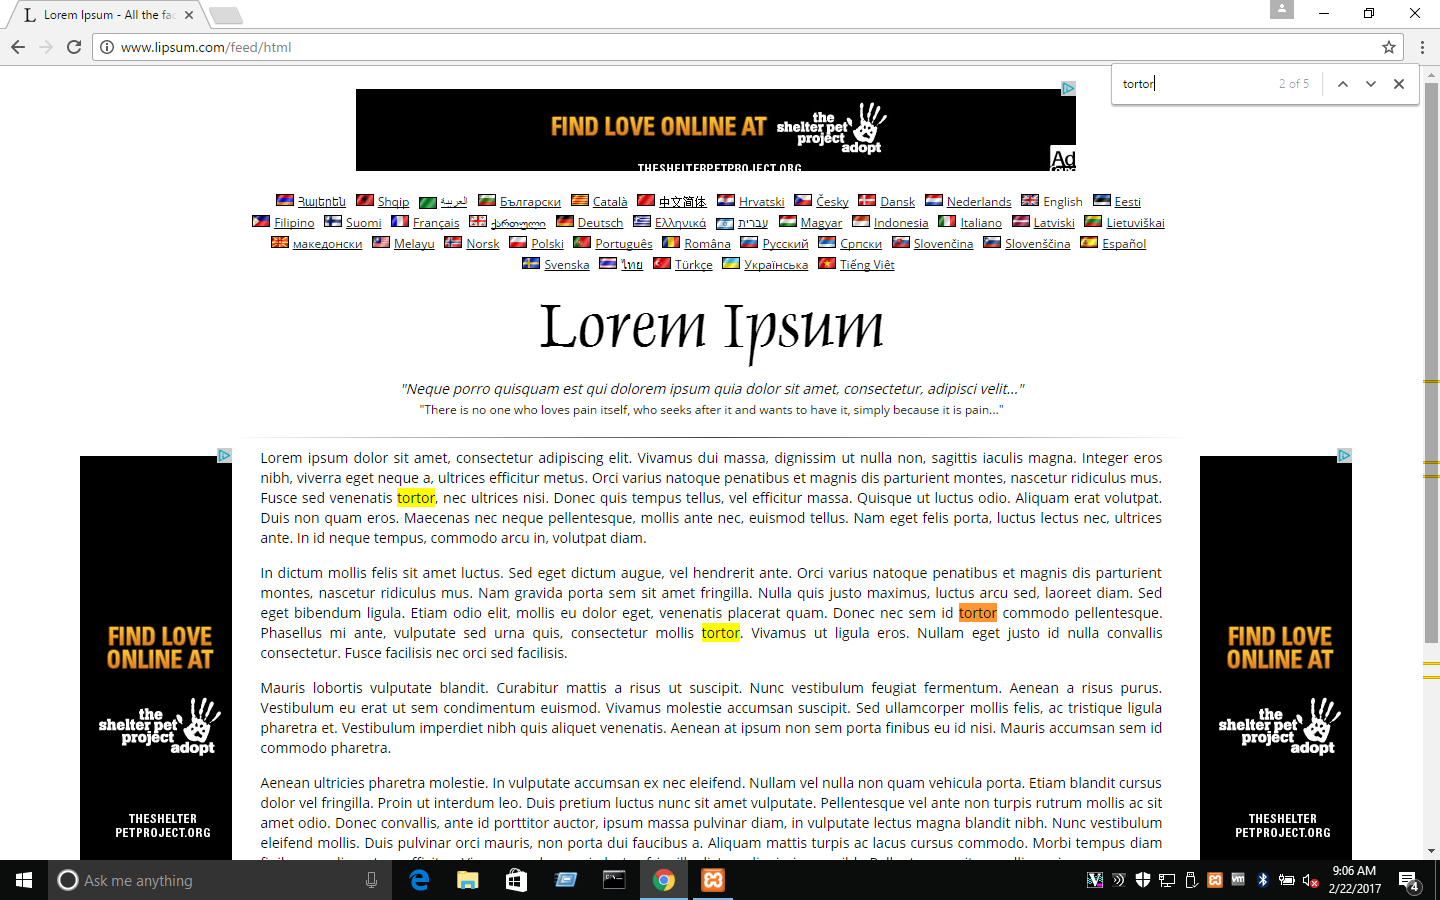 Lorem Ipsum - All the fac
www.lipsum.com/feed/html
tortor 2 of 5
FIND LOVE ONLINE AT the shelter pet project adopt
THESHELTERPETPROJECT.ORG
Ad
Հայերեն Shqip العربية Български Català 中文简体 Hrvatski Česky Dansk Nederlands English Eesti
Filipino Suomi Français ქართული Deutsch Ελληνικά עברית Magyar Indonesia Italiano Latviski Lietuviškai
македонски Melayu Norsk Polski Português Româna Русский Српски Slovenčina Slovenščina Español
Svenska ไทย Türkçe Українська Tiếng Việt
Lorem Ipsum
"Neque porro quisquam est qui dolorem ipsum quia dolor sit amet, consectetur, adipisci velit..."
"There is no one who loves pain itself, who seeks after it and wants to have it, simply because it is pain..."
Lorem ipsum dolor sit amet, consectetur adipiscing elit. Vivamus dui massa, dignissim ut nulla non, sagittis iaculis magna. Integer eros
nibh, viverra eget neque a, ultrices efficitur metus. Orci varius natoque penatibus et magnis dis parturient montes, nascetur ridiculus mus.
Fusce sed venenatis tortor, nec ultrices nisi. Donec quis tempus tellus, vel efficitur massa. Quisque ut luctus odio. Aliquam erat volutpat.
Duis non quam eros. Maecenas nec neque pellentesque, mollis ante nec, euismod tellus. Nam eget felis porta, luctus lectus nec, ultrices
ante. In id neque tempus, commodo arcu in, volutpat diam.
In dictum mollis felis sit amet luctus. Sed eget dictum augue, vel hendrerit ante. Orci varius natoque penatibus et magnis dis parturient
montes, nascetur ridiculus mus. Nam gravida porta sem sit amet fringilla. Nulla quis justo maximus, luctus arcu sed, laoreet diam. Sed
eget bibendum ligula. Etiam odio elit, mollis eu dolor eget, venenatis placerat quam. Donec nec sem id tortor commodo pellentesque.
Phasellus mi ante, vulputate sed urna quis, consectetur mollis tortor. Vivamus ut ligula eros. Nullam eget justo id nulla convallis
consectetur. Fusce facilisis nec orci sed facilisis.
Mauris lobortis vulputate blandit. Curabitur mattis a risus ut suscipit. Nunc vestibulum feugiat fermentum. Aenean a risus purus.
Vestibulum eu erat ut sem condimentum euismod. Vivamus molestie accumsan suscipit. Sed ullamcorper mollis felis, ac tristique ligula
pharetra et. Vestibulum imperdiet nibh quis aliquet venenatis. Aenean at ipsum non sem porta finibus eu id nisi. Mauris accumsan sem id
commodo pharetra.
Aenean ultricies pharetra molestie. In vulputate accumsan ex nec eleifend. Nullam vel nulla non quam vehicula porta. Etiam blandit cursus
dolor vel fringilla. Proin ut interdum leo. Duis pretium luctus nunc sit amet vulputate. Pellentesque vel ante non turpis rutrum mollis ac sit
amet odio. Donec convallis, ante id porttitor auctor, ipsum massa pulvinar diam, in vulputate lectus magna blandit nibh. Nunc vestibulum
eleifend mollis. Duis pulvinar orci mauris, non porta dui faucibus a. Aliquam mattis turpis ac lacus cursus commodo. Morbi tempus diam
FIND LOVE
ONLINE AT
the
shelter pet
project
adopt
THESHELTER
PETPROJECT.ORG
FIND LOVE
ONLINE AT
the
shelter pet
project
adopt
THESHELTER
PETPROJECT.ORG
Ask me anything
9:06 AM
2/22/2017
4